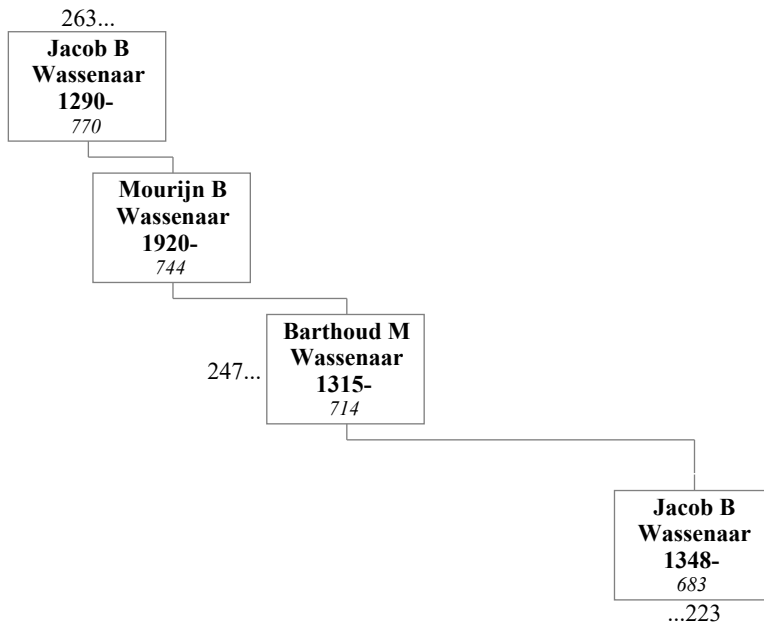 263...
Jacob B
Wassenaar
1290-
770
Mourijn B
Wassenaar
1920-
744
247...
Barthoud M
Wassenaar
1315-
714
Jacob B
Wassenaar
1348-
683
...223